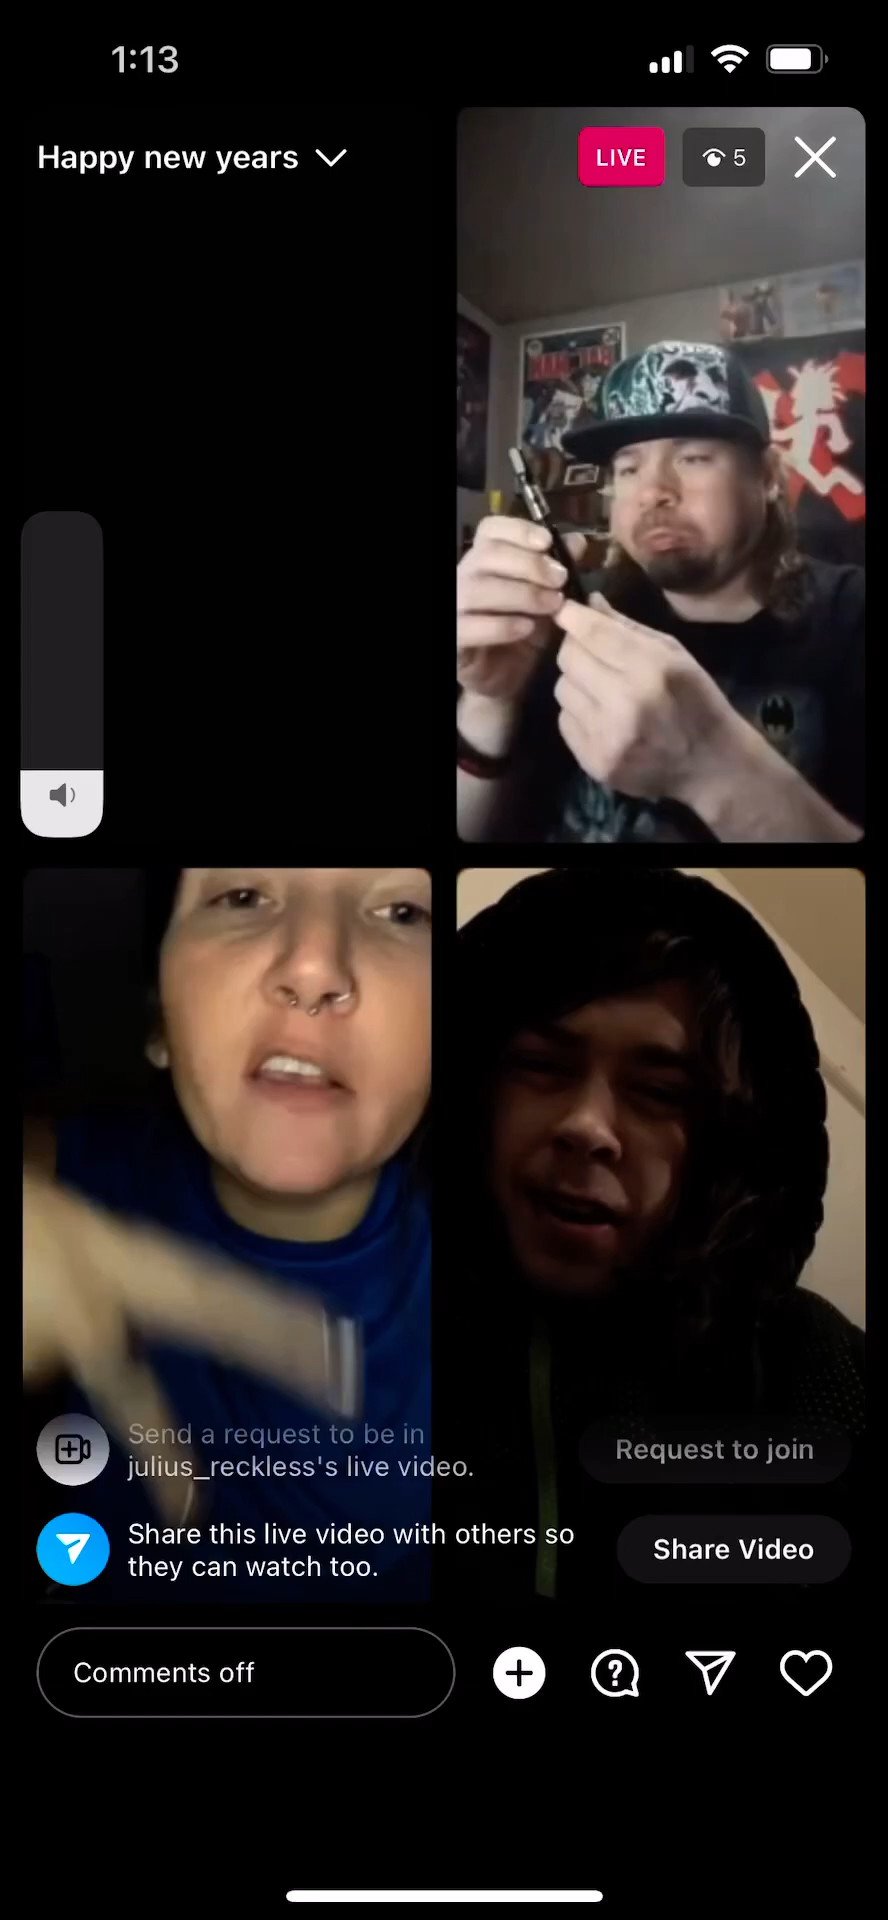 1:13
Happy new years
LIVE
5
Send a request to be in
julius_reckless's live video.
Request to join
Share this live video with others so
they can watch too.
Share Video
Comments off